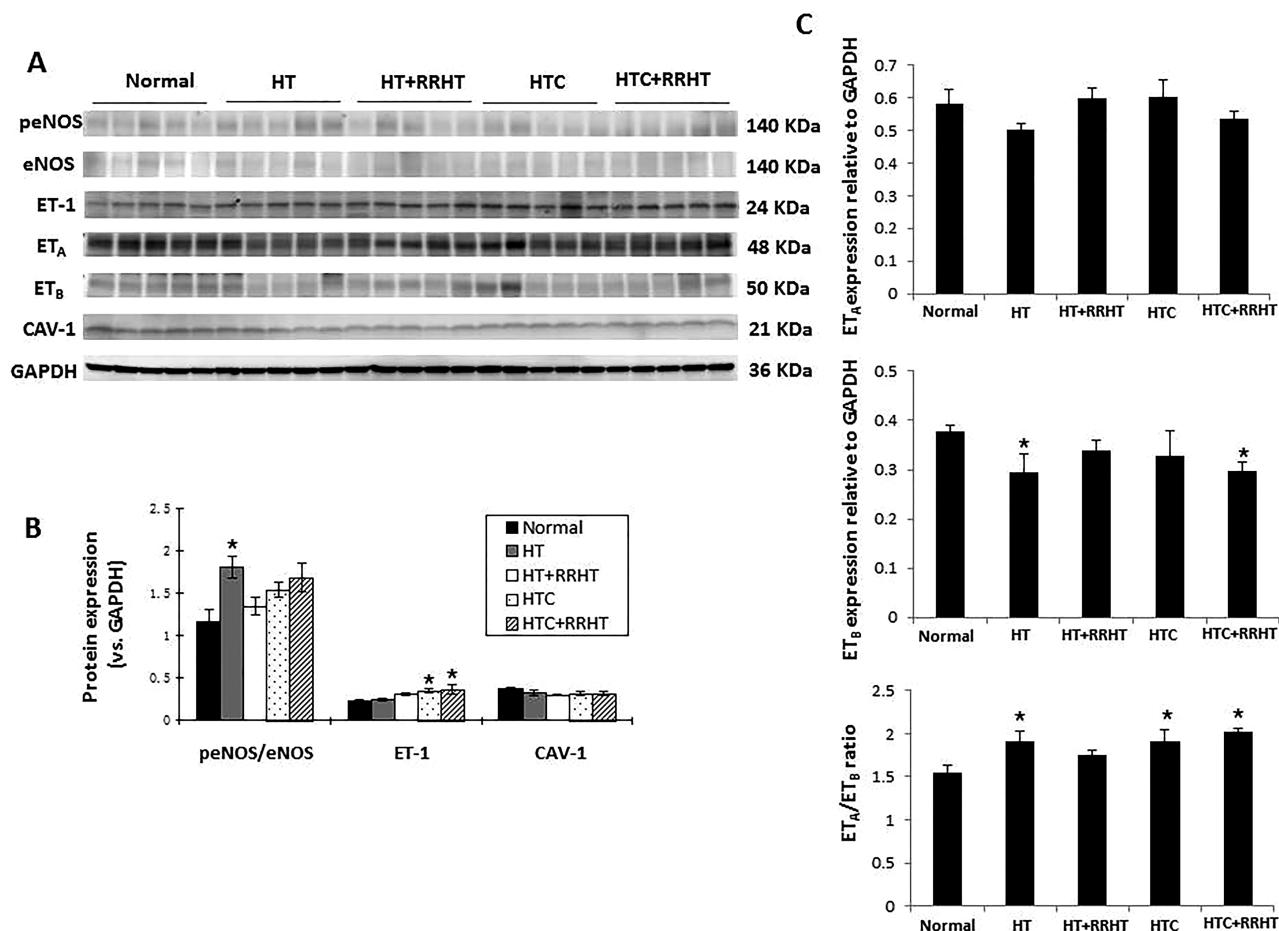 A
Normal HT HT+RRHT HTC HTC+RRHT
peNOS 140 KDa
eNOS 140 KDa
ET-1 24 KDa
ETA 48 KDa
ETB 50 KDa
CAV-1 21 KDa
GAPDH 36 KDa
B
Protein expression
(vs. GAPDH)
2.5
2
1.5
1
0.5
0
*
* *
peNOS/eNOS ET-1 CAV-1
Normal
HT
HT+RRHT
HTC
HTC+RRHT
C
ETA expression relative to GAPDH
0.7
0.6
0.5
0.4
0.3
0.2
0.1
0
Normal HT HT+RRHT HTC HTC+RRHT
ETB expression relative to GAPDH
0.5
0.4
0.3
0.2
0.1
0
* *
Normal HT HT+RRHT HTC HTC+RRHT
ETA/ETB ratio
2.5
2
1.5
1
0.5
0
* * *
Normal HT HT+RRHT HTC HTC+RRHT